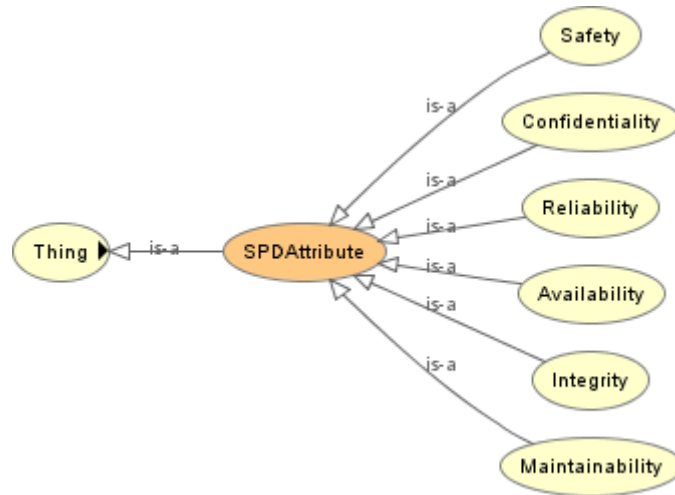 Safety
is-a
Confidentiality
is-a
Reliability
is-a
Thing
is-a
SPDAttribute
is-a
Availability
is-a
Integrity
is-a
Maintainability